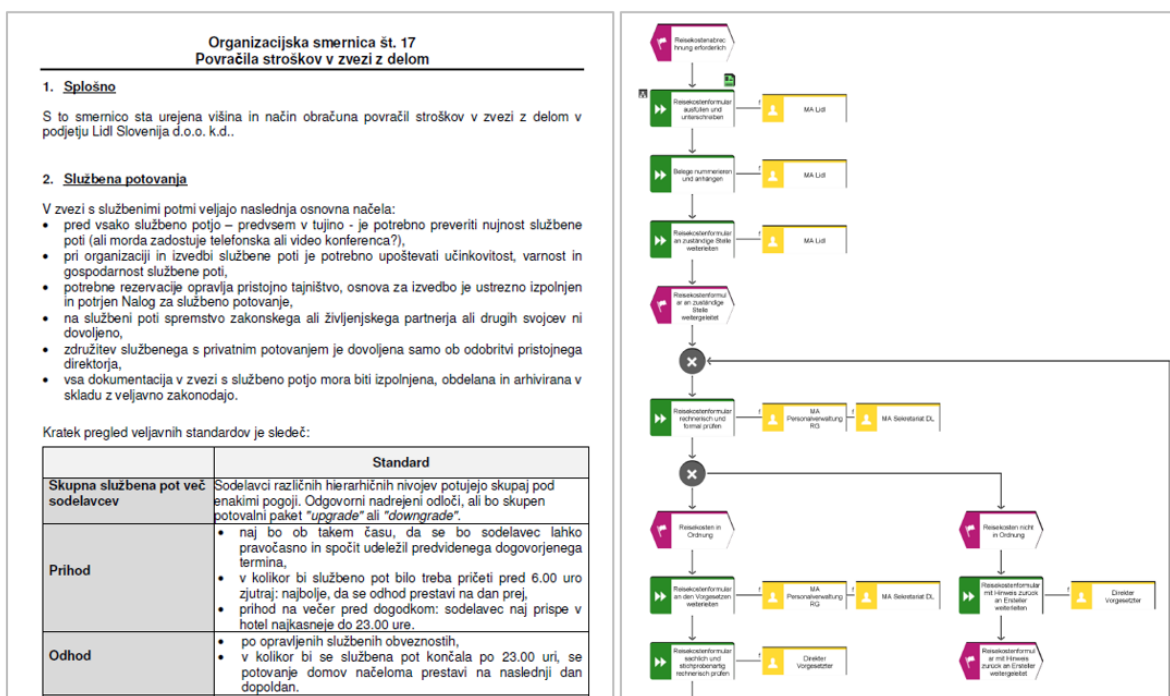 Organizacijska smernica št. 17
Povračila stroškov v zvezi z delom
1. Splošno
S to smernico sta urejena višina in način obračuna povračil stroškov v zvezi z delom v
podjetju Lidl Slovenija d.o.o. k.d..
2. Službena potovanja
V zvezi s službenimi potmi veljajo naslednja osnovna načela:
• pred vsako službeno potjo – predvsem v tujino - je potrebno preveriti nujnost službene
poti (ali morda zadostuje telefonska ali video konferenca?),
• pri organizaciji in izvedbi službene poti je potrebno upoštevati učinkovitost, varnost in
gospodarnost službene poti,
• potrebne rezervacije opravlja pristojno tajništvo, osnova za izvedbo je ustrezno izpolnjen
in potrjen Nalog za službeno potovanje,
• na službeni poti spremstvo zakonskega ali življenjskega partnerja ali drugih svojcev ni
dovoljeno,
• združitev službenega s privatnim potovanjem je dovoljena samo ob odobritvi pristojnega
direktorja,
• vsa dokumentacija v zvezi s službeno potjo mora biti izpolnjena, obdelana in arhivirana v
skladu z veljavno zakonodajo.
Kratek pregled veljavnih standardov je sledeč:
Standard
Skupna službena pot več
sodelavcev
Sodelavci različnih hierarhičnih nivojev potujejo skupaj pod
enakimi pogoji. Odgovorni nadrejeni odloči, ali bo skupen
potovalni paket "upgrade" ali "downgrade".
Prihod
• naj bo ob takem času, da se bo sodelavec lahko
pravočasno in spočit udeležil predvidenega dogovorjenega
termina,
• v kolikor bi službeno pot bilo treba pričeti pred 6.00 uro
zjutraj: najbolje, da se odhod prestavi na dan prej,
• prihod na večer pred dogodkom: sodelavec naj prispe v
hotel najkasneje do 23.00 ure.
Odhod
• po opravljenih službenih obveznostih,
• v kolikor bi se službena pot končala po 23.00 uri, se
potovanje domov načeloma prestavi na naslednji dan
dopoldan.
Reisekostenabrec
hnung erforderlich
Reisekostenformular
ausfüllen und
unterschreiben
f
MA Lidl
Belege nummerieren
und anhängen
f
MA Lidl
Reisekostenformular
an zuständige Stelle
weiterleiten
f
MA Lidl
Reisekostenformul
ar an zuständige
Stelle
weitergeleitet
Reisekostenformular
rechnerisch und
formal prüfen
f
MA
Personalverwaltung
RG
f
MA Sekretariat DL
Reisekosten in
Ordnung
Reisekosten nicht
in Ordnung
Reisekostenformular
an den Vorgesetzten
weiterleiten
f
MA
Personalverwaltung
RG
f
MA Sekretariat DL
Reisekostenformular
mit Hinweis zurück
an Ersteller
weiterleiten
f
Direkter
Vorgesetzter
Reisekostenformular
sachlich und
stichprobenartig
rechnerisch prüfen
f
Direkter
Vorgesetzter
Reisekostenformul
ar mit Hinweis
zurück an Ersteller
weitergeleitet